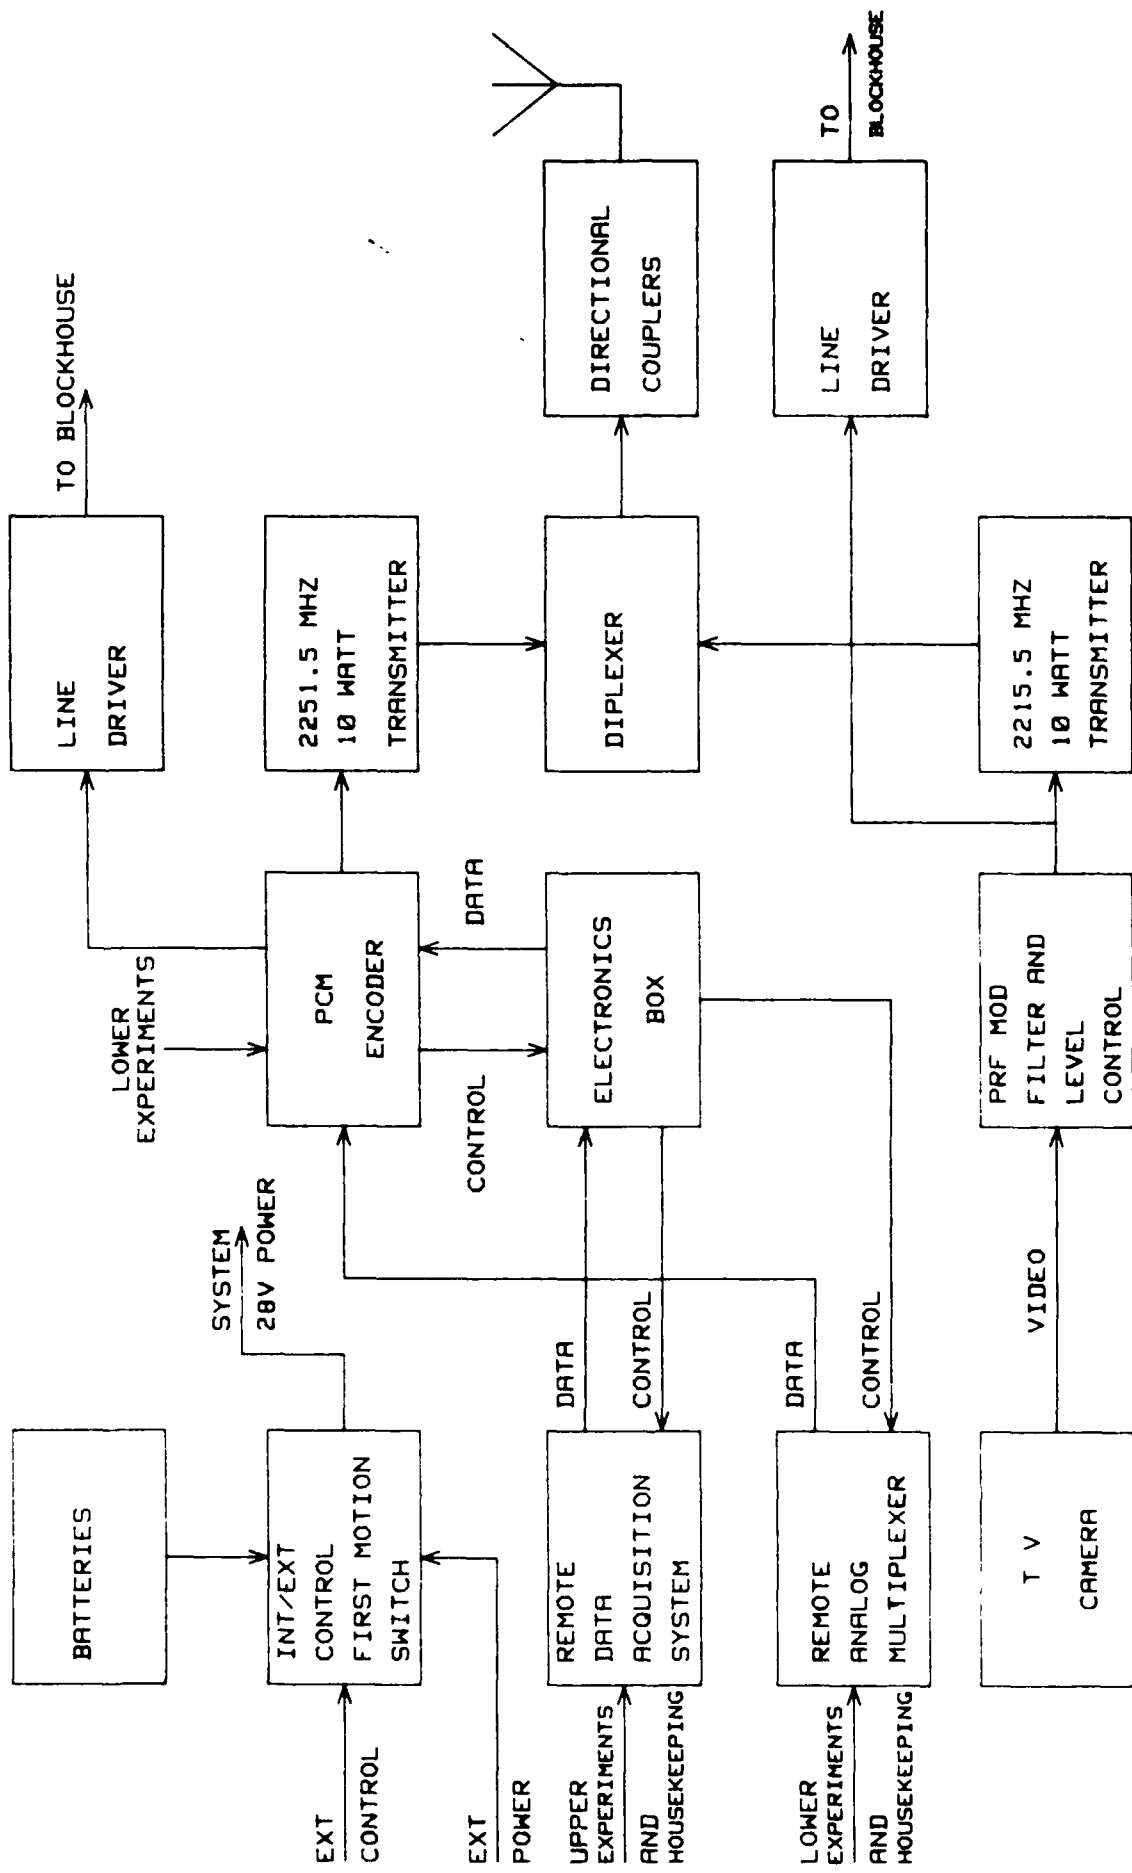 BATTERIES
SYSTEM
28V POWER
LOWER
EXPERIMENTS
LINE
DRIVER
TO BLOCKHOUSE
EXT
CONTROL
INT/EXT
CONTROL
FIRST MOTION
SWITCH
EXT
POWER
PCM
ENCODER
2251.5 MHZ
10 WATT
TRANSMITTER
CONTROL
DATA
UPPER
EXPERIMENTS
AND
HOUSEKEEPING
REMOTE
DATA
ACQUISITION
SYSTEM
DATA
CONTROL
ELECTRONICS
BOX
DIPLEXER
DIRECTIONAL
COUPLERS
LOWER
EXPERIMENTS
AND
HOUSEKEEPING
REMOTE
ANALOG
MULTIPLEXER
DATA
CONTROL
LINE
DRIVER
TO
BLOCKHOUSE
T V
CAMERA
VIDEO
PRF MOD
FILTER AND
LEVEL
CONTROL
2215.5 MHZ
10 WATT
TRANSMITTER